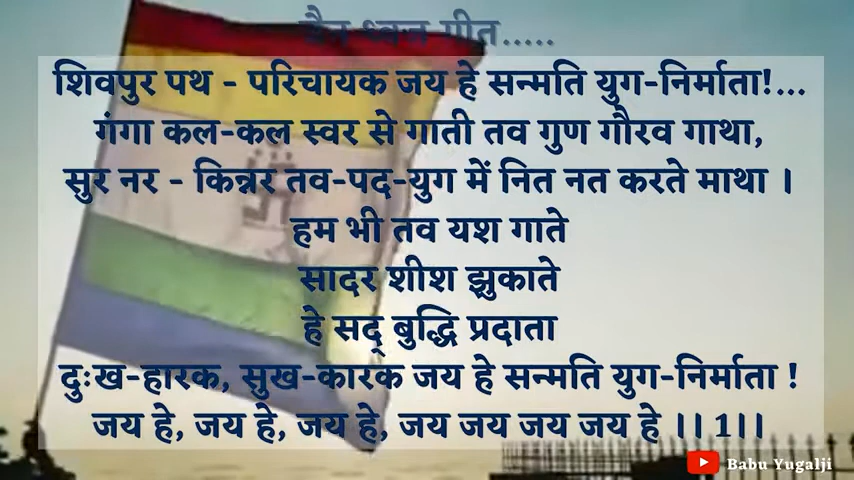 जैन ध्वज गीत.....
शिवपुर पथ - परिचायक जय हे सन्मति युग-निर्माता!...
गंगा कल-कल स्वर से गाती तव गुण गौरव गाथा,
सुर नर - किन्नर तव-पद-युग में नित नत करते माथा ।
हम भी तव यश गाते
सादर शीश झुकाते
हे सद् बुद्धि प्रदाता
दुःख-हारक, सुख-कारक जय हे सन्मति युग-निर्माता !
जय हे, जय हे, जय हे, जय जय जय जय हे ।। 1।।
Babu Yugalji